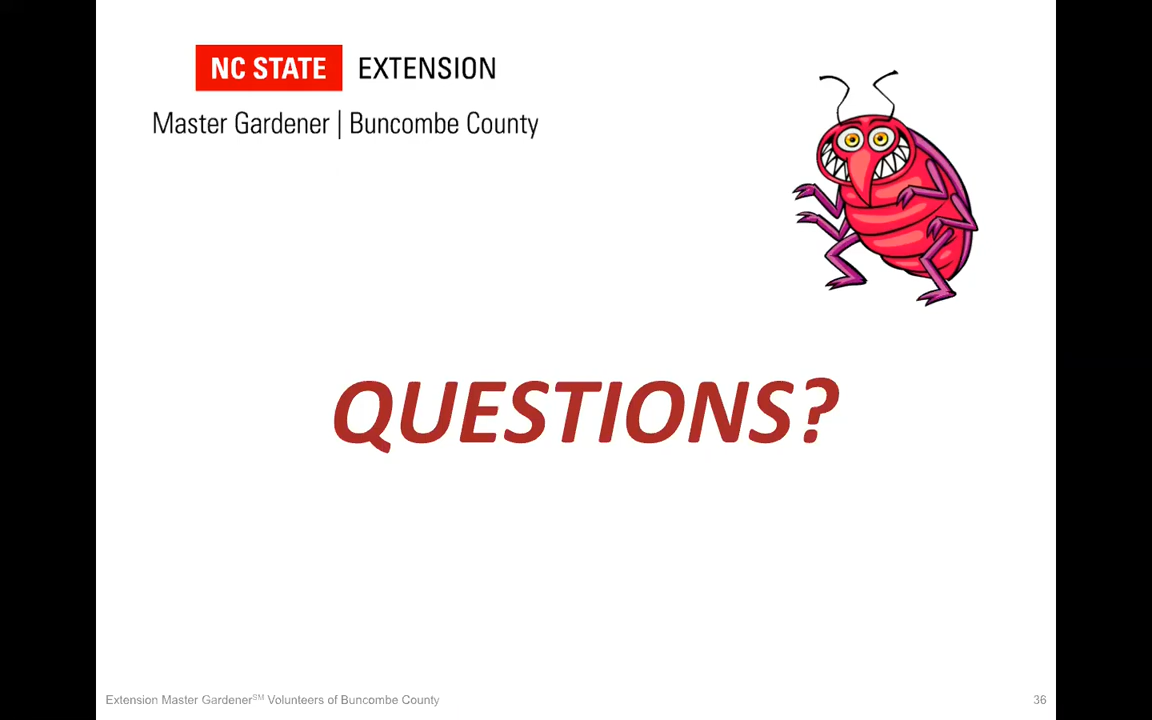 NC STATE EXTENSION
Master Gardener | Buncombe County
QUESTIONS?
Extension Master Gardener℠ Volunteers of Buncombe County
36